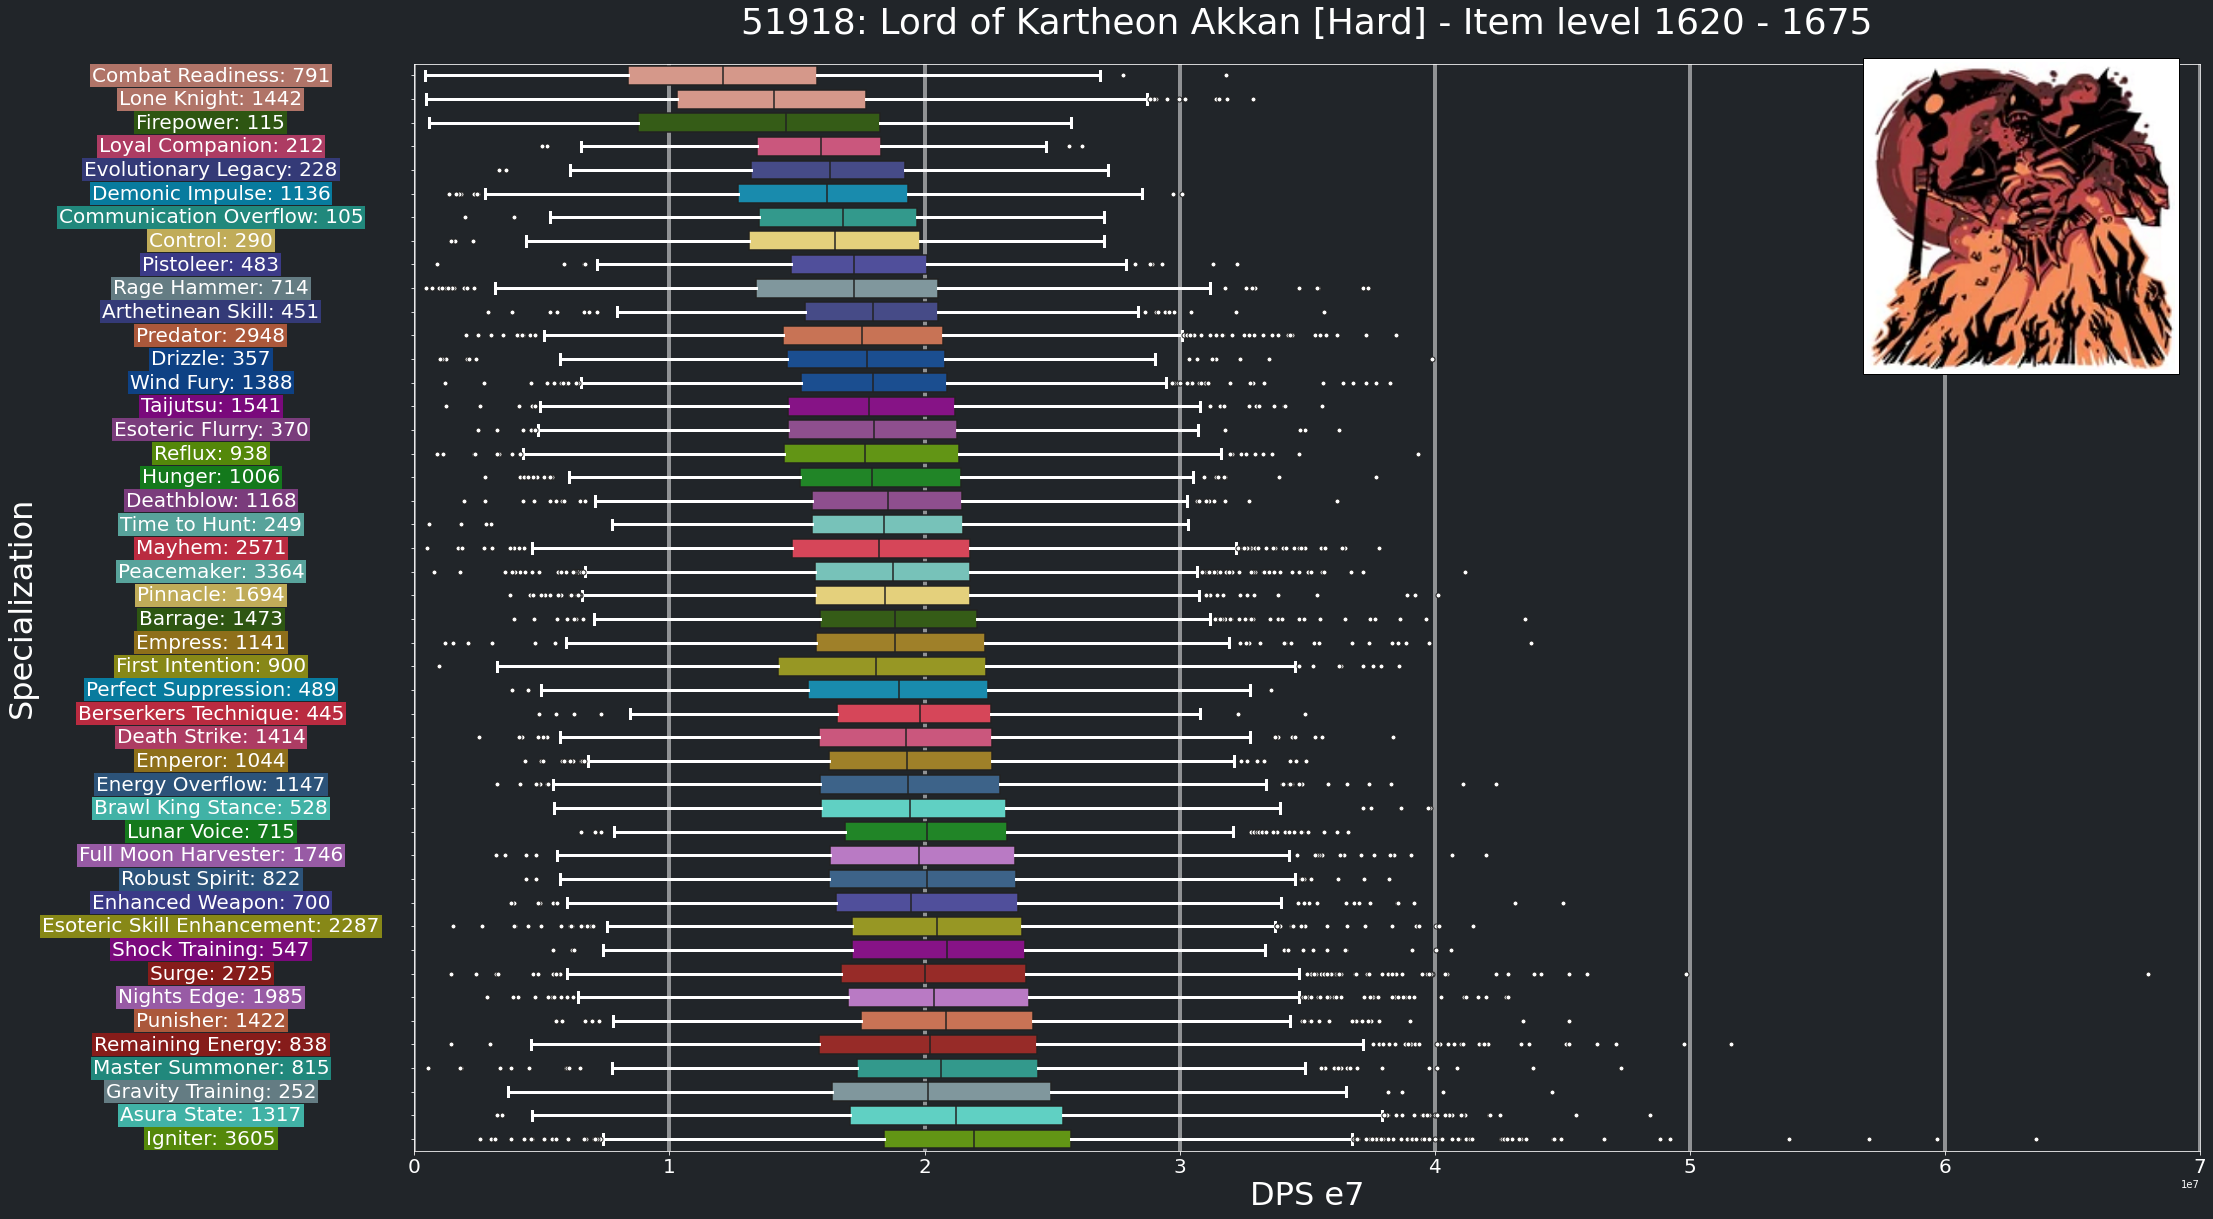 51918: Lord of Kartheon Akkan [Hard] - Item level 1620 - 1675
Specialization
Combat Readiness: 791
Lone Knight: 1442
Firepower: 115
Loyal Companion: 212
Evolutionary Legacy: 228
Demonic Impulse: 1136
Communication Overflow: 105
Control: 290
Pistoleer: 483
Rage Hammer: 714
Arthetinean Skill: 451
Predator: 2948
Drizzle: 357
Wind Fury: 1388
Taijutsu: 1541
Esoteric Flurry: 370
Reflux: 938
Hunger: 1006
Deathblow: 1168
Time to Hunt: 249
Mayhem: 2571
Peacemaker: 3364
Pinnacle: 1694
Barrage: 1473
Empress: 1141
First Intention: 900
Perfect Suppression: 489
Berserkers Technique: 445
Death Strike: 1414
Emperor: 1044
Energy Overflow: 1147
Brawl King Stance: 528
Lunar Voice: 715
Full Moon Harvester: 1746
Robust Spirit: 822
Enhanced Weapon: 700
Esoteric Skill Enhancement: 2287
Shock Training: 547
Surge: 2725
Nights Edge: 1985
Punisher: 1422
Remaining Energy: 838
Master Summoner: 815
Gravity Training: 252
Asura State: 1317
Igniter: 3605
0 1 2 3 4 5 6 7
DPS e7
1e7